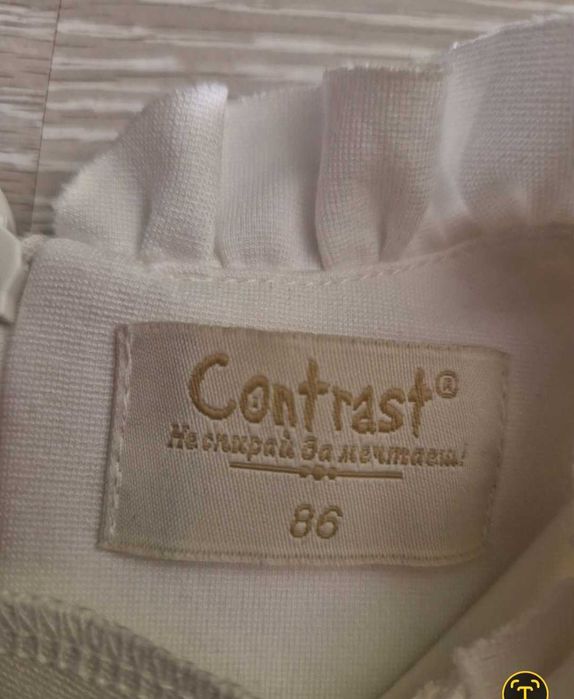 Contrast®
Не спирай да мечтаеш!
86
T